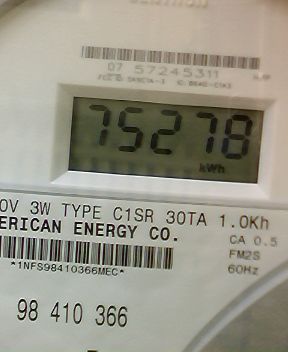 07 57245311
75278
kWh
0V 3W TYPE C1SR 30TA 1.0Kh
ERICAN ENERGY CO.
CA 0.5
FM2S
*1NFS98410366MEC*
60Hz
98 410 366